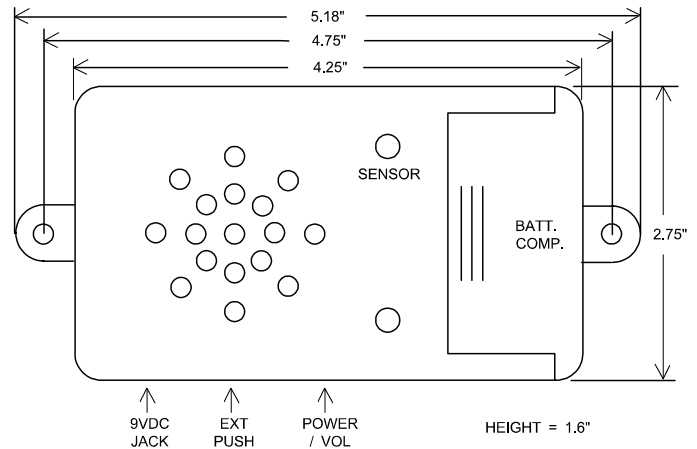 5.18"
4.75"
4.25"
SENSOR
BATT.
COMP.
2.75"
9VDC
JACK
EXT
PUSH
POWER
/ VOL
HEIGHT = 1.6"